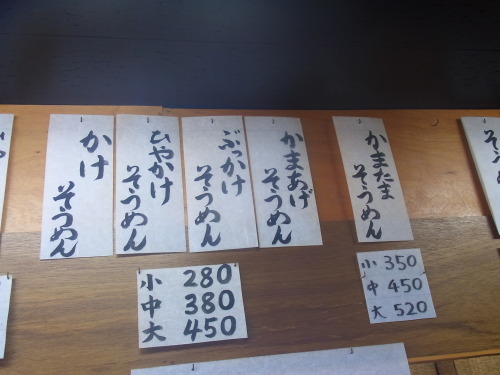 かまたま
そうめん
かまあげ
そうめん
ぶっかけ
そうめん
ひやかけ
そうめん
かけ
そうめん
小 350
中 450
大 520
小 280
中 380
大 450